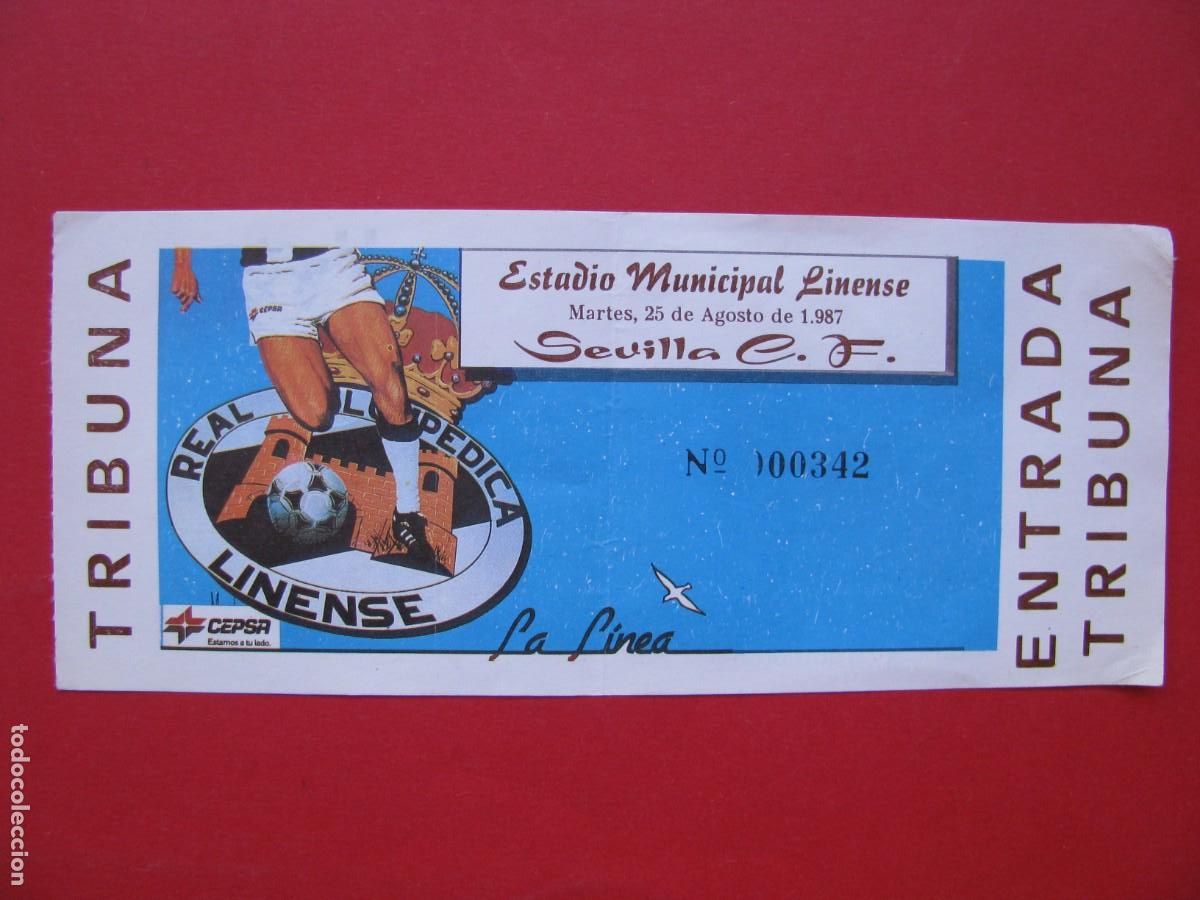 TRIBUNA
Estadio Municipal Linense
Martes, 25 de Agosto de 1.987
Sevilla C. F.
REAL
LINENSE
Nº 000342
CEPSA
CEPSA
Estamos a tu lado.
La Línea
ENTRADA
TRIBUNA
todocoleccion